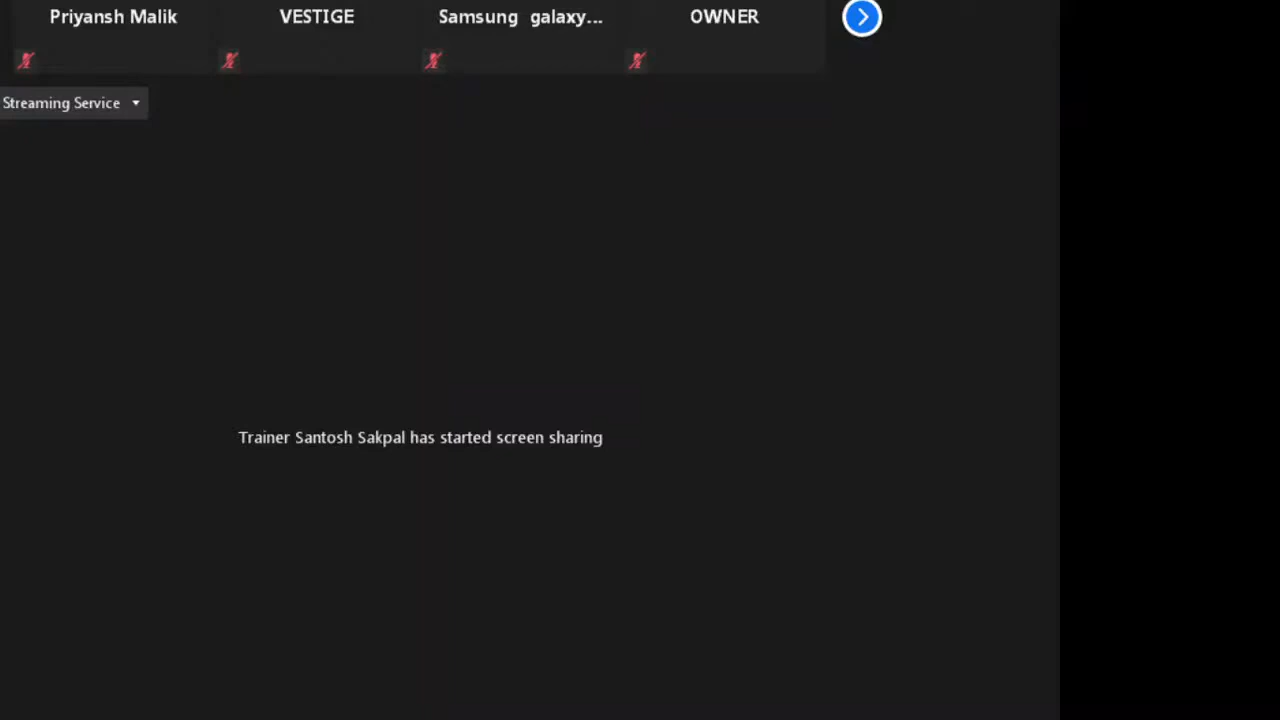 Priyansh Malik
VESTIGE
Samsung galaxy...
OWNER
Streaming Service
Trainer Santosh Sakpal has started screen sharing